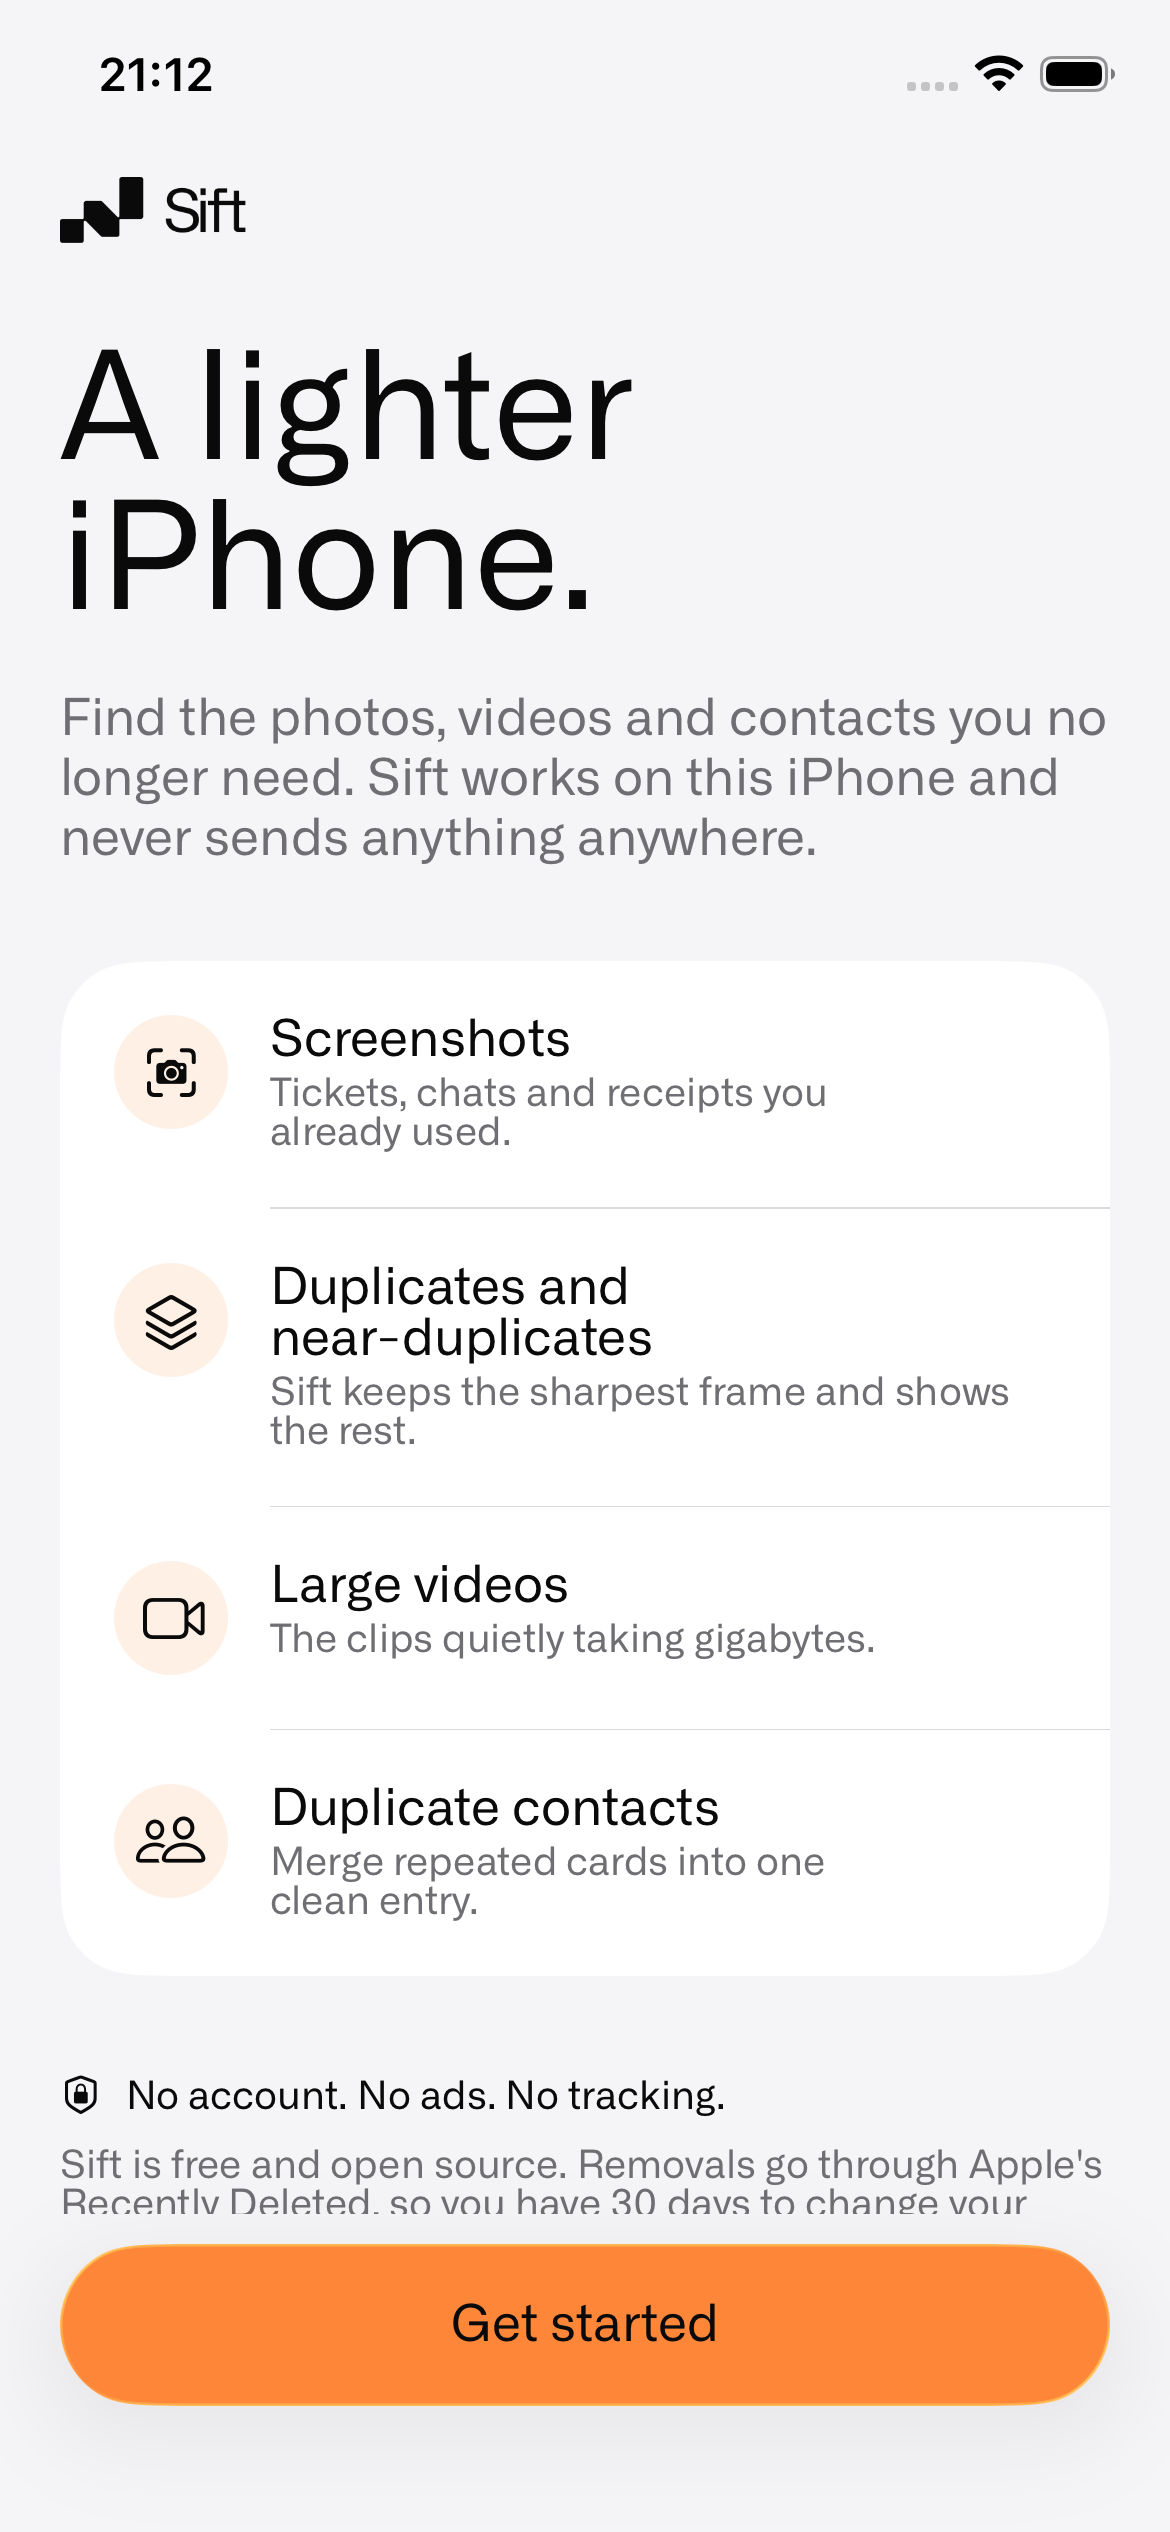 21:12
Sift
A lighter
iPhone.
Find the photos, videos and contacts you no
longer need. Sift works on this iPhone and
never sends anything anywhere.
Screenshots
Tickets, chats and receipts you
already used.
Duplicates and
near-duplicates
Sift keeps the sharpest frame and shows
the rest.
Large videos
The clips quietly taking gigabytes.
Duplicate contacts
Merge repeated cards into one
clean entry.
No account. No ads. No tracking.
Sift is free and open source. Removals go through Apple's
Recently Deleted, so you have 30 days to change your
Get started